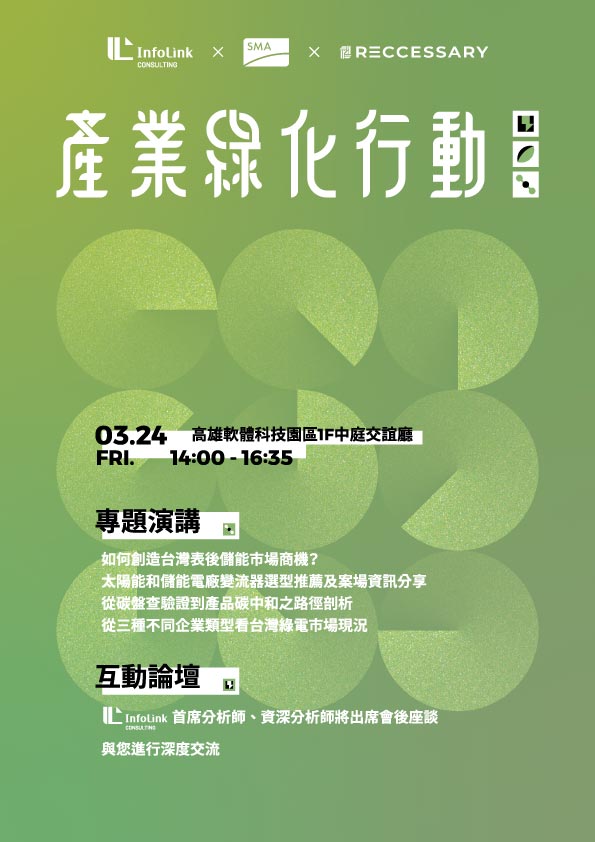 InfoLink CONSULTING × SMA × RECCESSARY
產業綠化行動
03.24 高雄軟體科技園區1F中庭交誼廳
FRI. 14:00 - 16:35
專題演講
如何創造台灣表後儲能市場商機？
太陽能和儲能電廠變流器選型推薦及案場資訊分享
從碳盤查驗證到產品碳中和之路徑剖析
從三種不同企業類型看台灣綠電市場現況
互動論壇
InfoLink CONSULTING 首席分析師、資深分析師將出席會後座談
與您進行深度交流